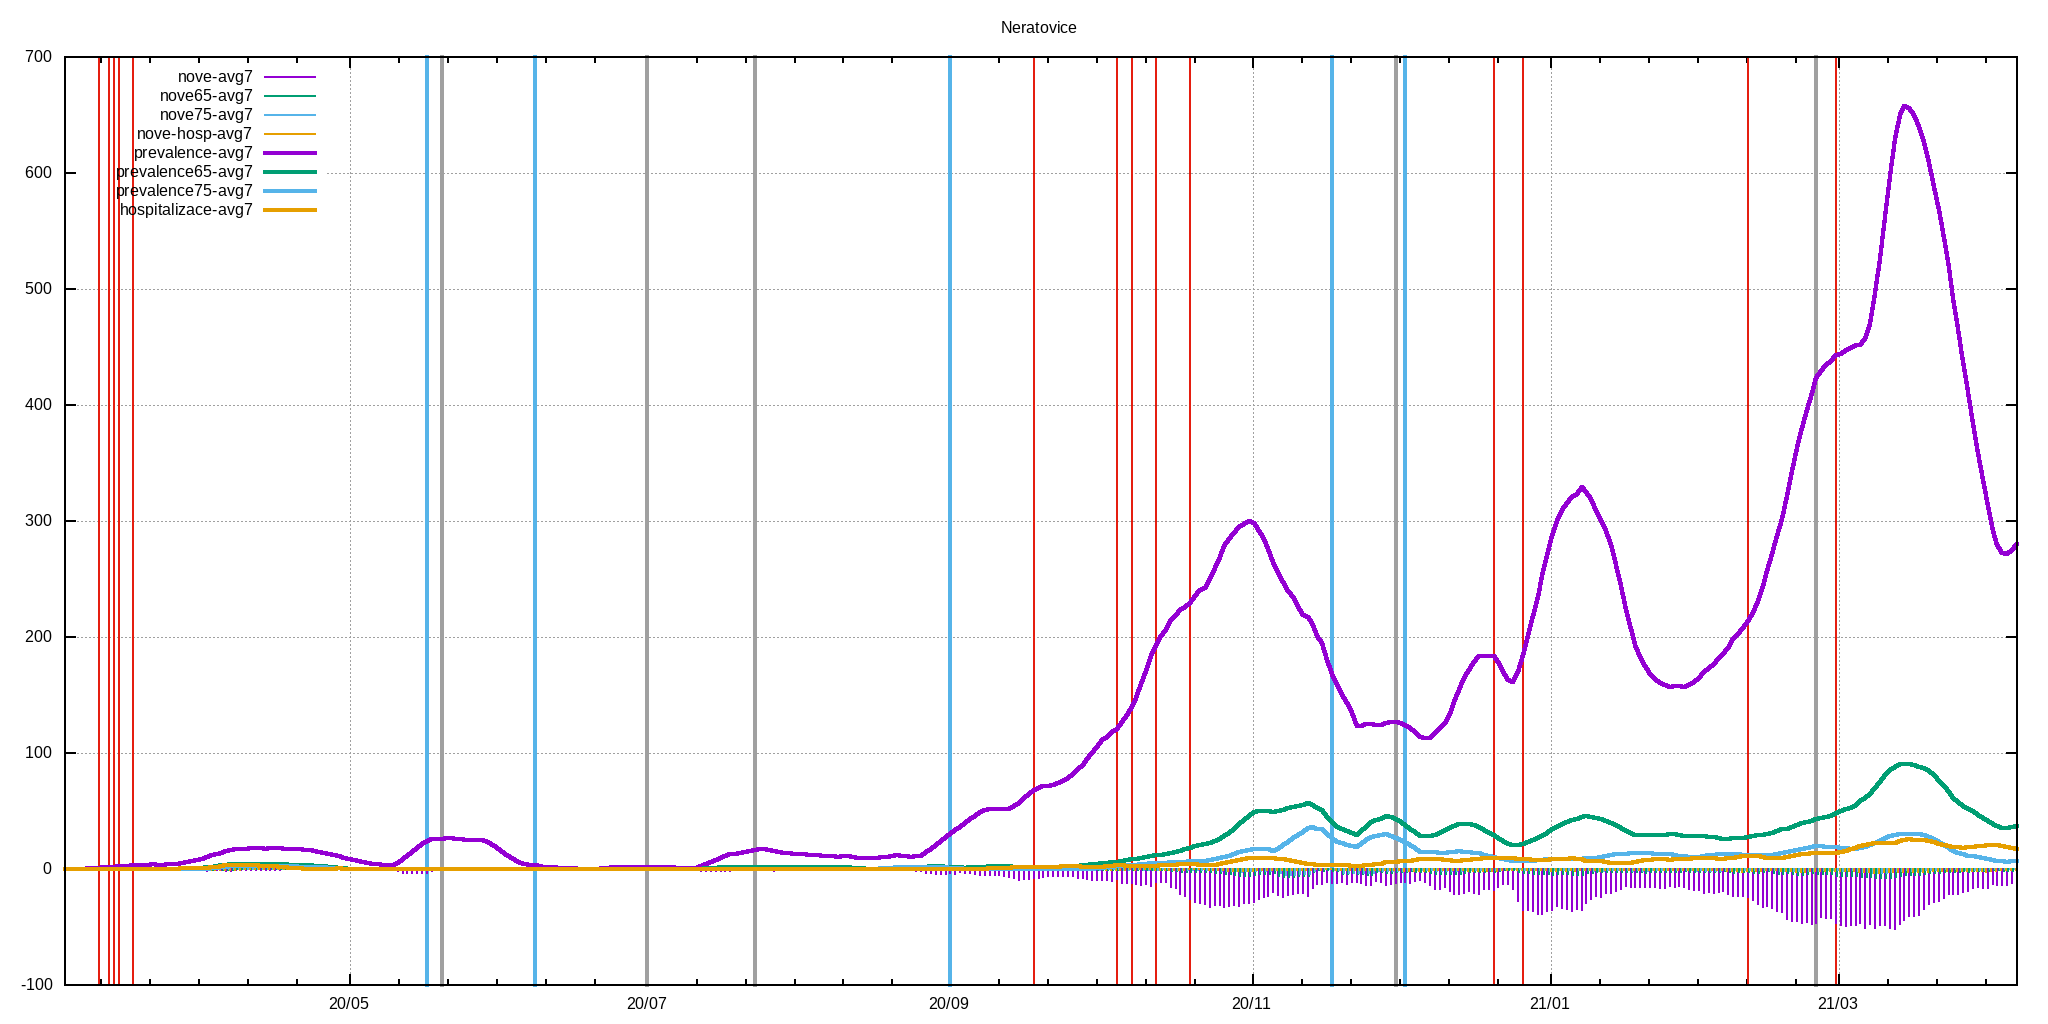 Neratovice
700
600
500
400
300
200
100
0
-100
nove-avg7
nove65-avg7
nove75-avg7
nove-hosp-avg7
prevalence-avg7
prevalence65-avg7
prevalence75-avg7
hospitalizace-avg7
20/05 20/07 20/09 20/11 21/01 21/03